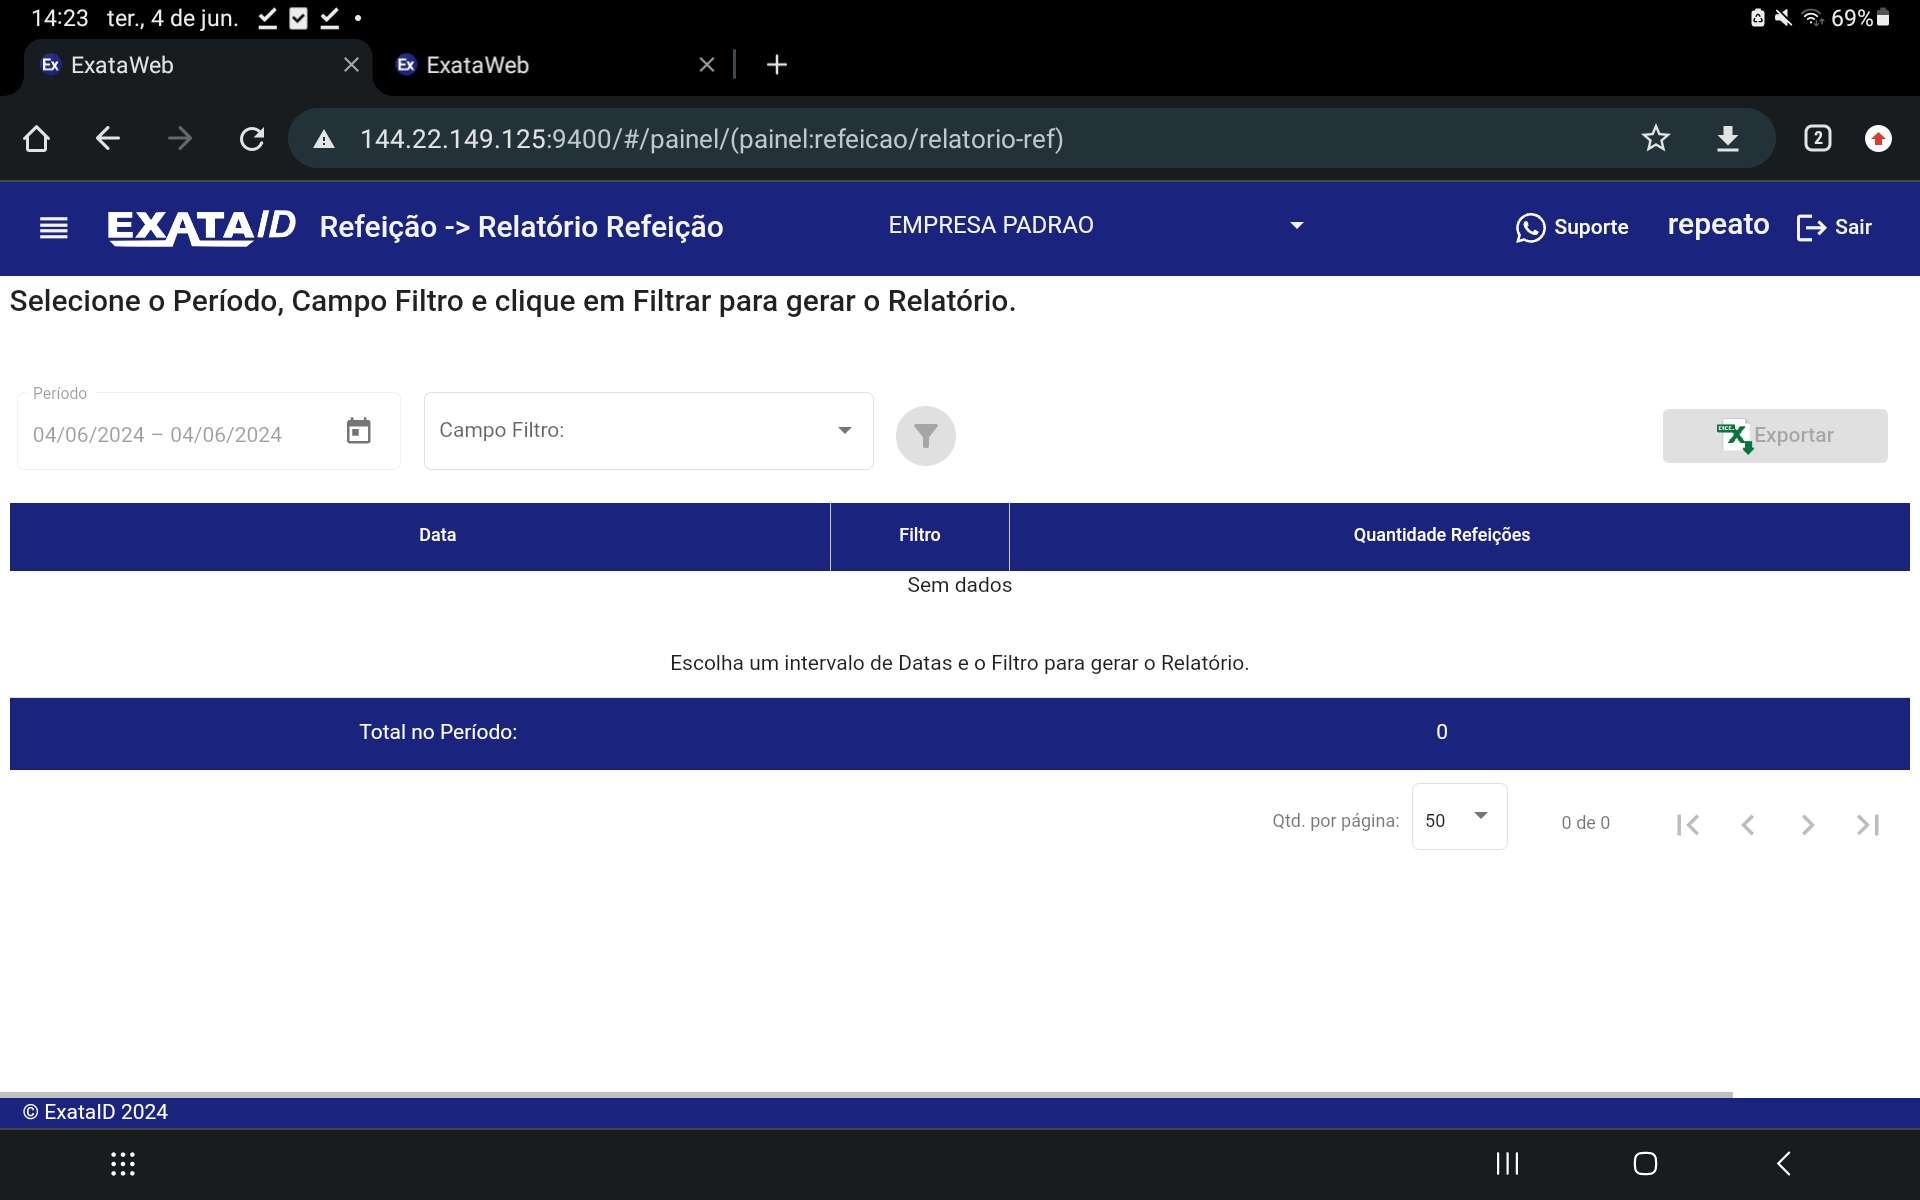 14:23 ter., 4 de jun.
69%
Ex ExataWeb
Ex ExataWeb
144.22.149.125:9400/#/painel/(painel:refeicao/relatorio-ref)
2
EXATAID Refeição -> Relatório Refeição
EMPRESA PADRAO
Suporte
repeato
Sair
Selecione o Período, Campo Filtro e clique em Filtrar para gerar o Relatório.
Período
04/06/2024 – 04/06/2024
Campo Filtro:
Exportar
Data Filtro Quantidade Refeições
Sem dados
Escolha um intervalo de Datas e o Filtro para gerar o Relatório.
Total no Período: 0
Qtd. por página: 50 0 de 0
© ExataID 2024